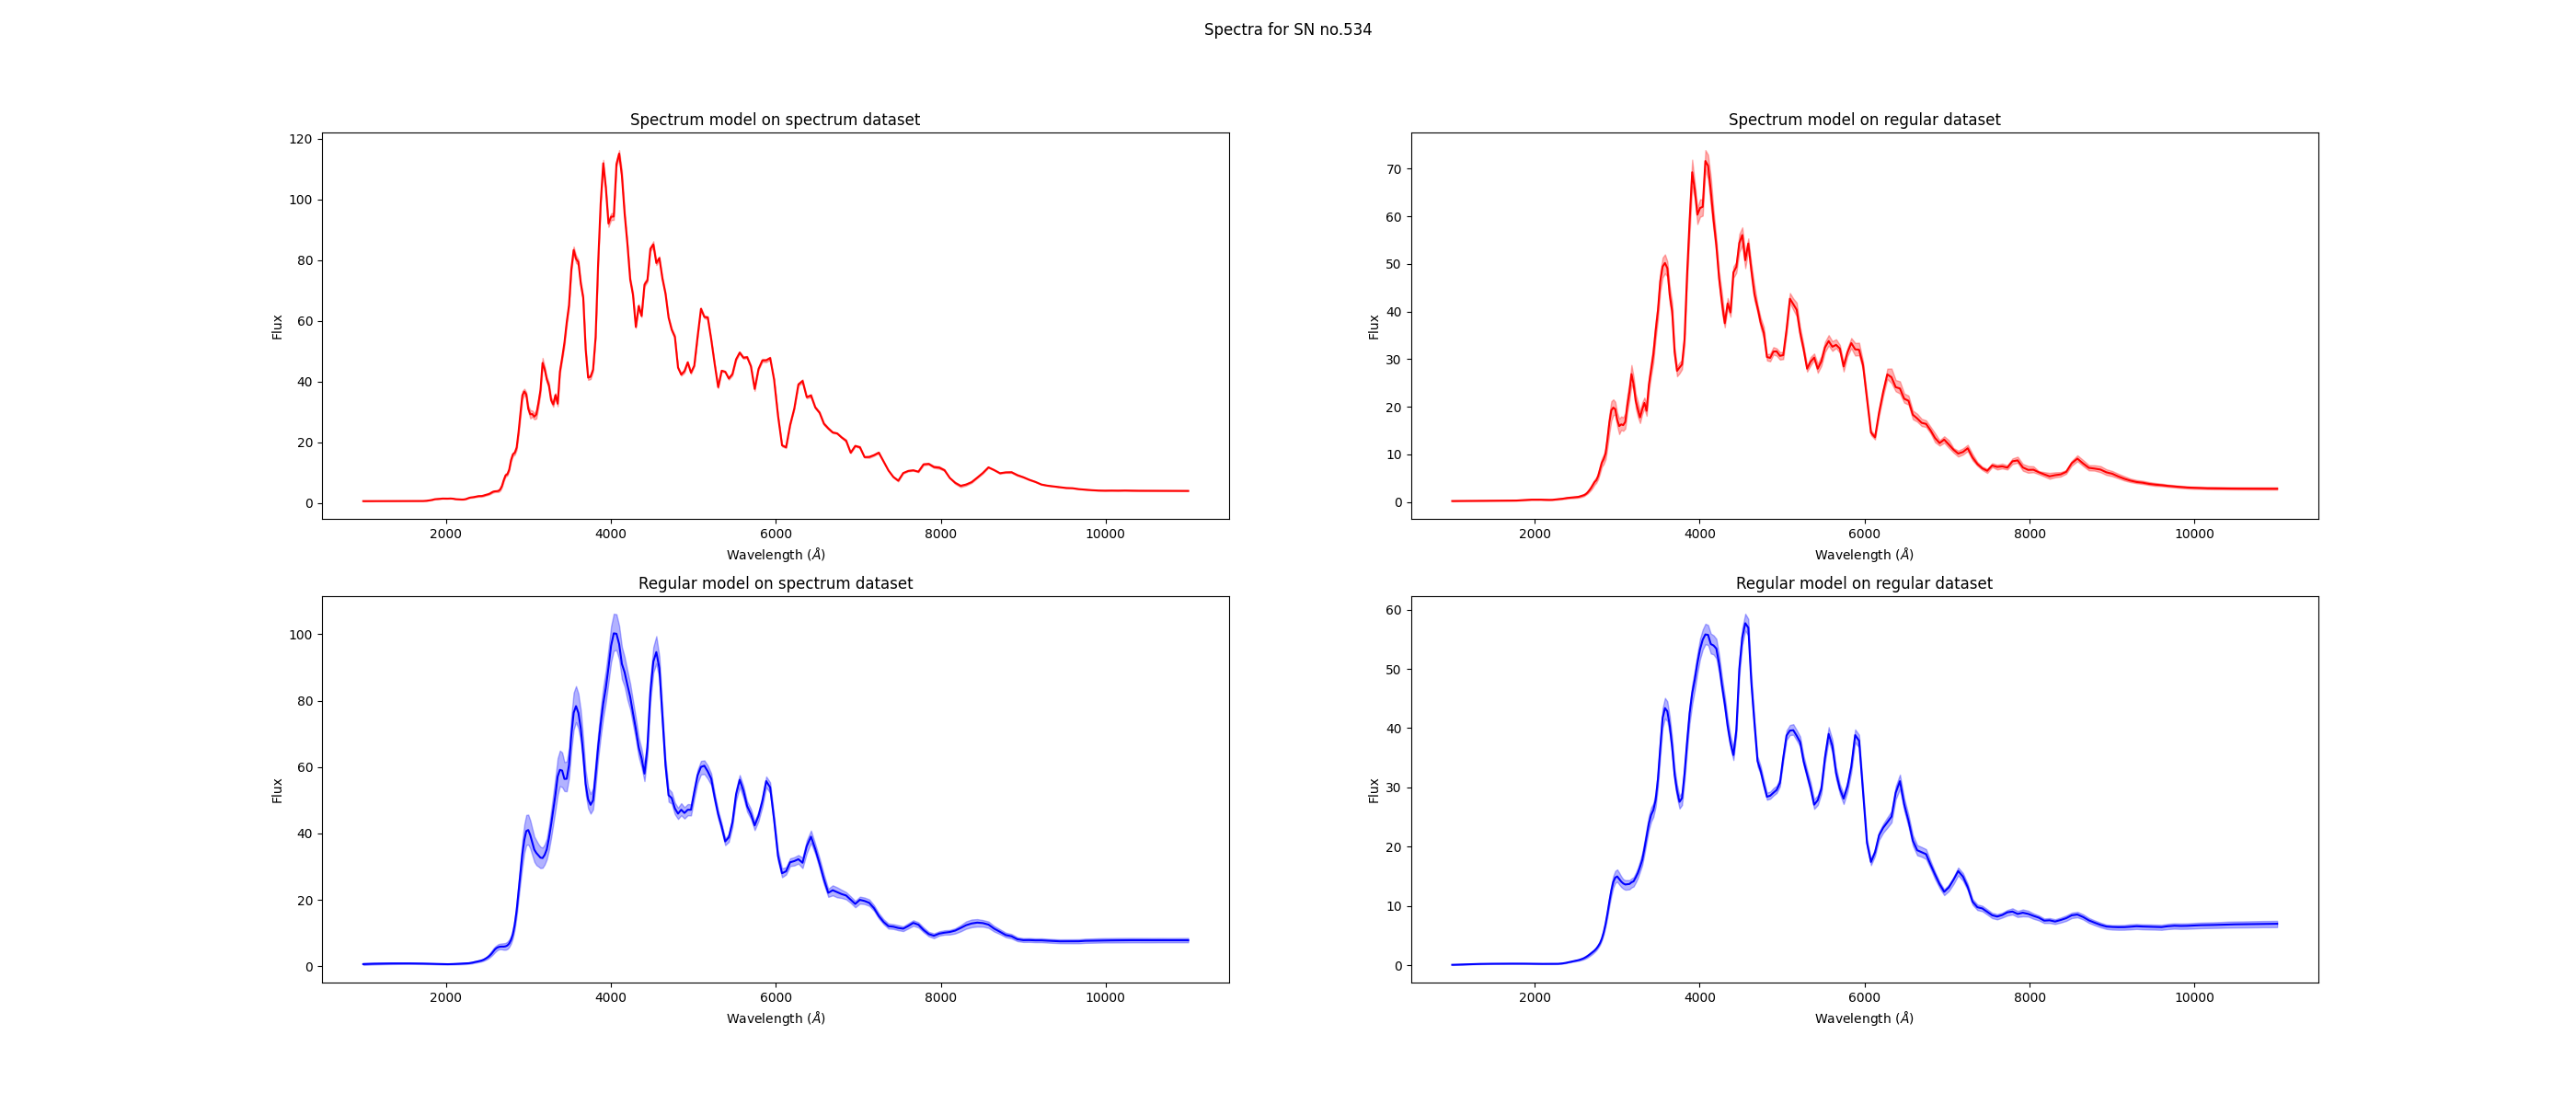 Spectra for SN no.534
Spectrum model on spectrum dataset
120
100
80
60
40
20
0
Flux
2000 4000 6000 8000 10000
Wavelength (Å)
Spectrum model on regular dataset
70
60
50
40
30
20
10
0
Flux
2000 4000 6000 8000 10000
Wavelength (Å)
Regular model on spectrum dataset
100
80
60
40
20
0
Flux
2000 4000 6000 8000 10000
Wavelength (Å)
Regular model on regular dataset
60
50
40
30
20
10
0
Flux
2000 4000 6000 8000 10000
Wavelength (Å)